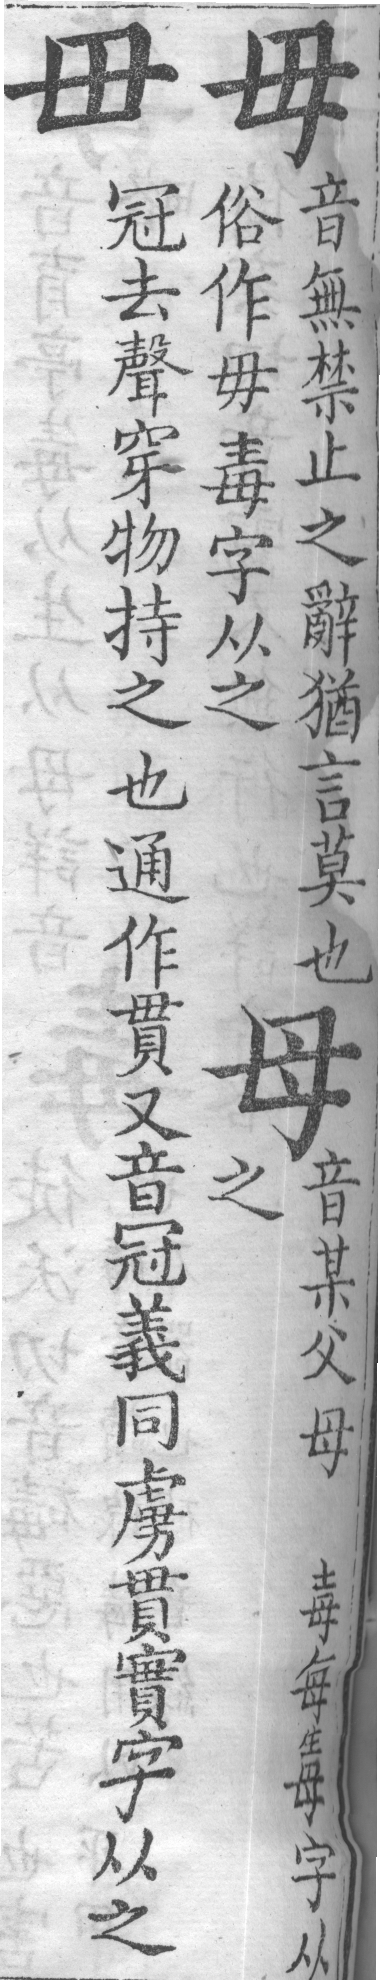 毋
音無禁止之辭猶言莫也
俗作毋毒字从之
母
音某父母 毐每毒字从
之
毌
冠去聲穿物持之也通作貫又音冠義同虜貫實字从之